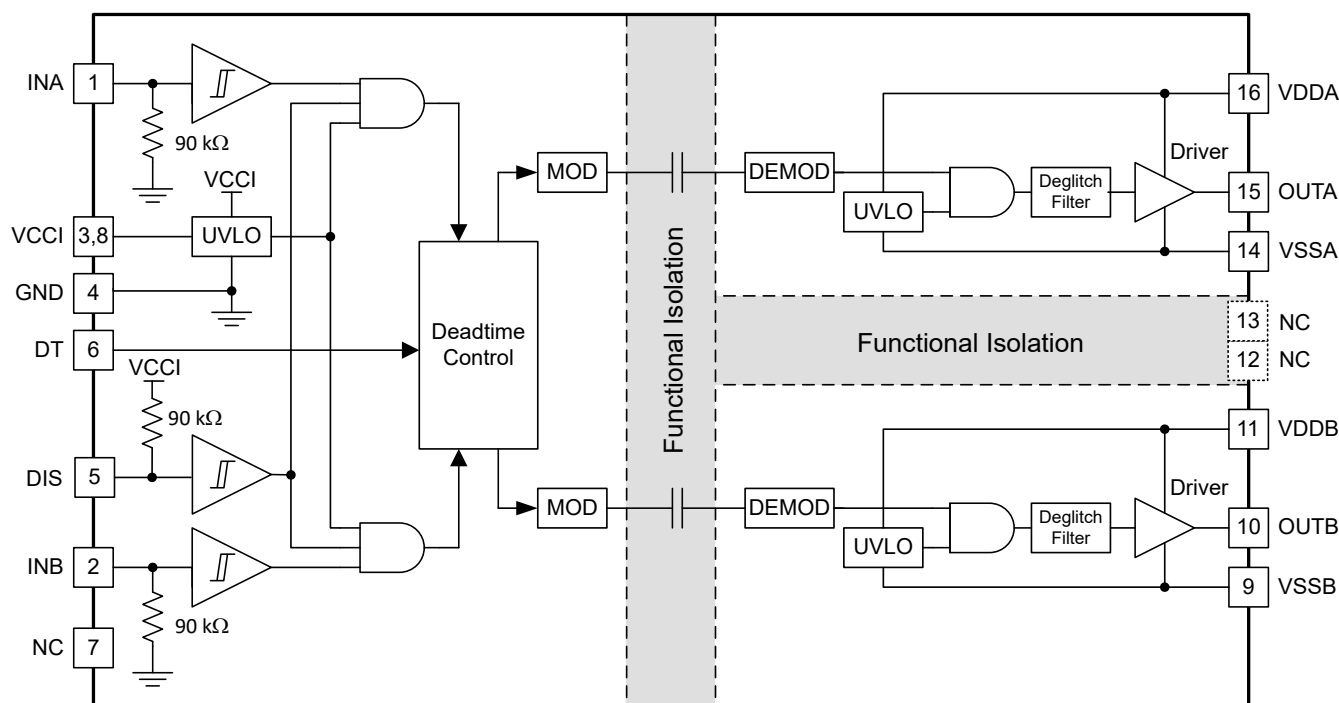 INA
1
90 kΩ
VCCI
VCCI
3,8
UVLO
GND
4
DT
6
VCCI
90 kΩ
DIS
5
INB
2
90 kΩ
NC
7
Deadtime
Control
MOD
MOD
Functional Isolation
DEMOD
UVLO
Deglitch
Filter
Driver
16
VDDA
15
OUTA
14
VSSA
Functional Isolation
13
NC
12
NC
DEMOD
UVLO
Deglitch
Filter
Driver
11
VDDB
10
OUTB
9
VSSB